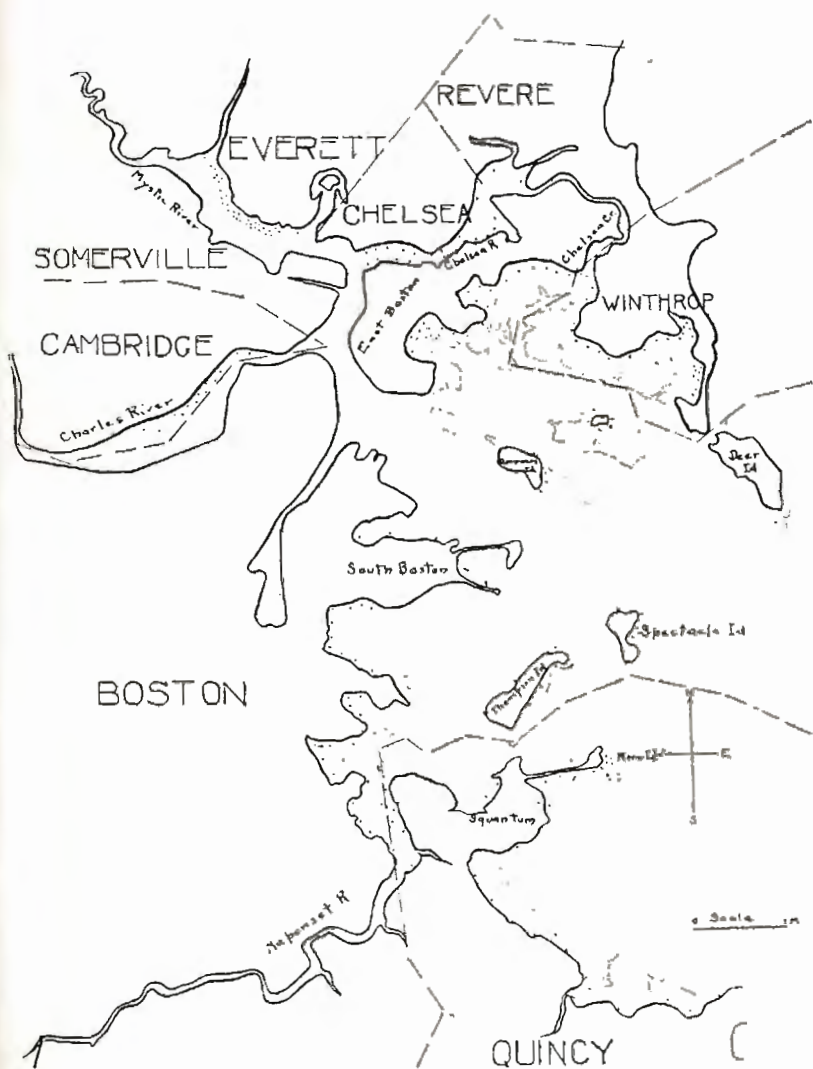 REVERE
EVERETT
Mystic River
CHELSEA
SOMERVILLE
Chelsea R
Chelsea Cr
East Boston
WINTHROP
CAMBRIDGE
Charles River
Deer Id
South Boston
Spectacle Id
Thompson Id
BOSTON
N
E
S
Squantum
Neponset R
Scale
QUINCY